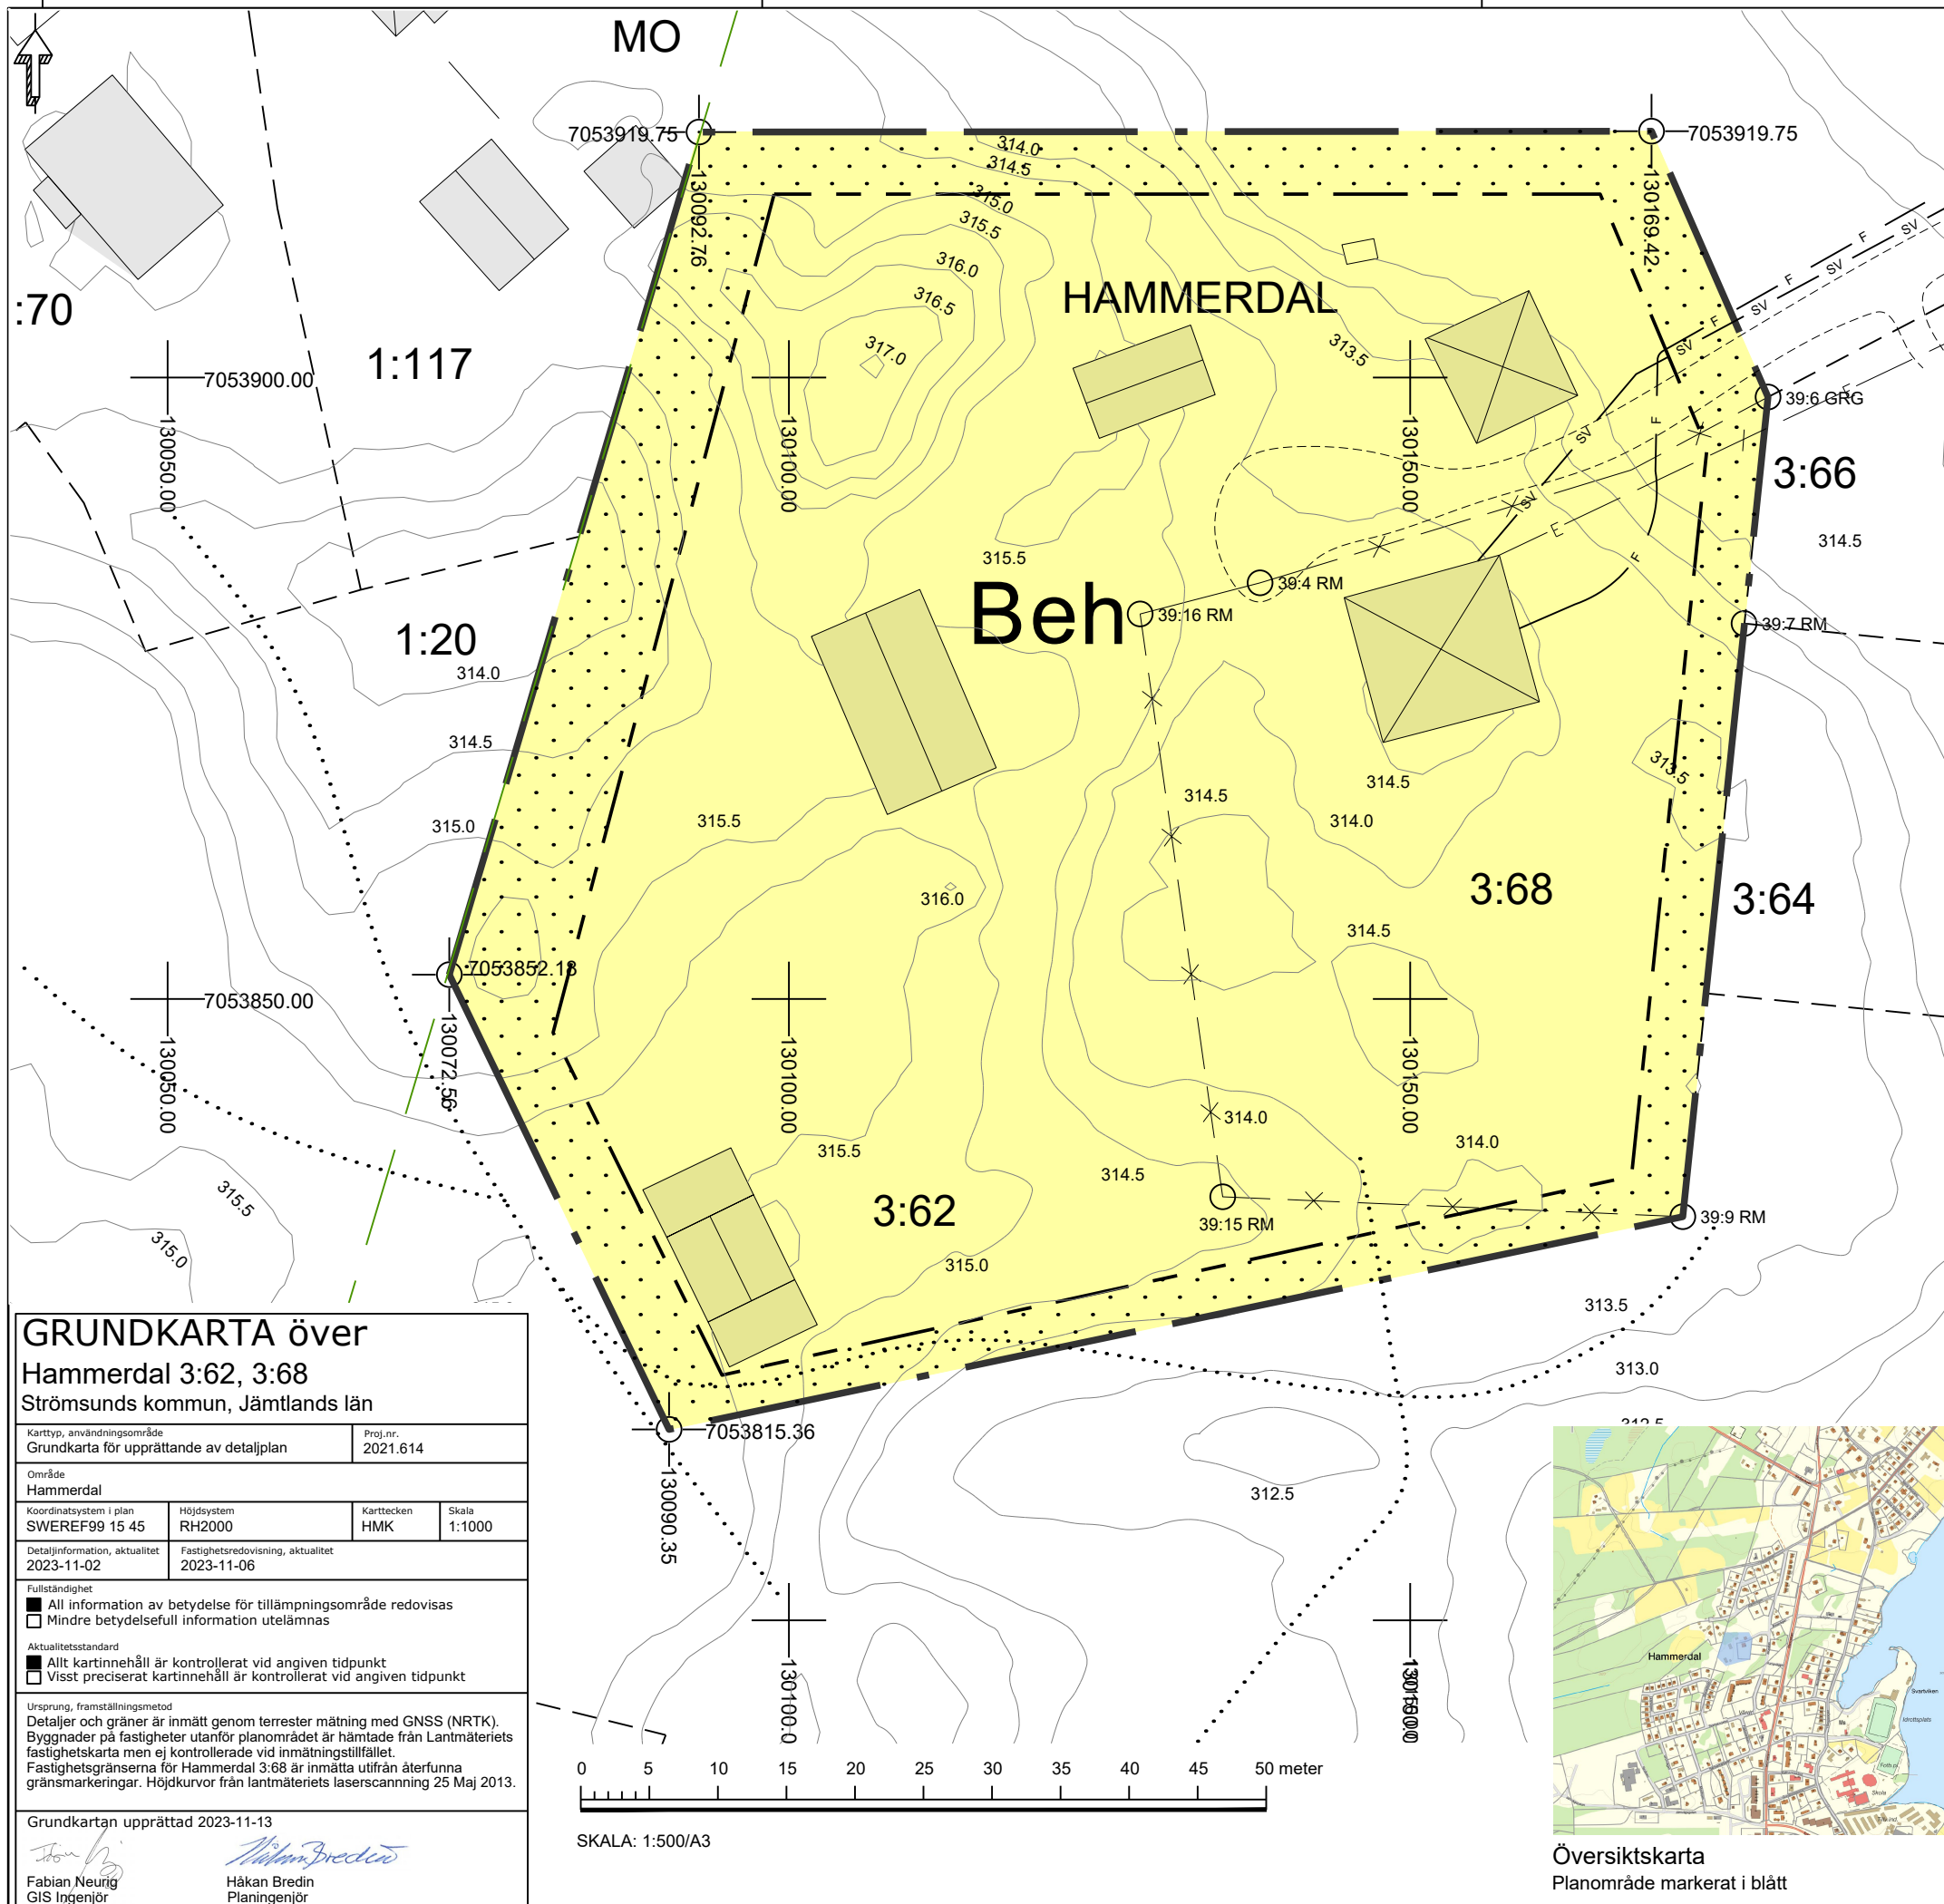 MO
7053919.75
7053919.75
130092.76
130169.42
314.0
314.5
315.0
315.5
316.0
316.5
317.0
HAMMERDAL
313.5
F
SV
F
SV
F
SV
F
SV
SV
F
F
E
E
:70
1:117
7053900.00
130050.00
130100.00
130150.00
39:6 GRG
3:66
314.5
315.5
Beh
39:4 RM
39:16 RM
39:7 RM
1:20
314.0
314.5
315.0
315.5
314.5
314.5
314.0
313.5
316.0
3:68
3:64
314.5
7053852.18
7053850.00
130050.00
130072.56
130100.00
130150.00
314.0
314.0
315.5
314.5
315.5
315.0
3:62
39:15 RM
39:9 RM
315.0
313.5
313.0
312.5
7053815.36
130090.35
312.5
130100.0
GRUNDKARTA över
Hammerdal 3:62, 3:68
Strömsunds kommun, Jämtlands län
Karttyp, användningsområde
Grundkarta för upprättande av detaljplan
Proj.nr.
2021.614
Område
Hammerdal
Koordinatsystem i plan
SWEREF99 15 45
Höjdsystem
RH2000
Karttecken
HMK
Skala
1:1000
Detaljinformation, aktualitet
2023-11-02
Fastighetsredovisning, aktualitet
2023-11-06
Fullständighet
All information av betydelse för tillämpningsområde redovisas
Mindre betydelsefull information utelämnas
Aktualitetsstandard
Allt kartinnehåll är kontrollerat vid angiven tidpunkt
Visst preciserat kartinnehåll är kontrollerat vid angiven tidpunkt
Ursprung, framställningsmetod
Detaljer och gräner är inmätt genom terrester mätning med GNSS (NRTK).
Byggnader på fastigheter utanför planområdet är hämtade från Lantmäteriets
fastighetskarta men ej kontrollerade vid inmätningstillfället.
Fastighetsgränserna för Hammerdal 3:68 är inmätta utifrån återfunna
gränsmarkeringar. Höjdkurvor från lantmäteriets laserscannning 25 Maj 2013.
Grundkartan upprättad 2023-11-13
Håkan Bredin
Fabian Neurig
GIS Ingenjör
Håkan Bredin
Planingenjör
0 5 10 15 20 25 30 35 40 45 50 meter
SKALA: 1:500/A3
Hammerdal
Svartviken
Idrottsplats
Skola
Översiktskarta
Planområde markerat i blått